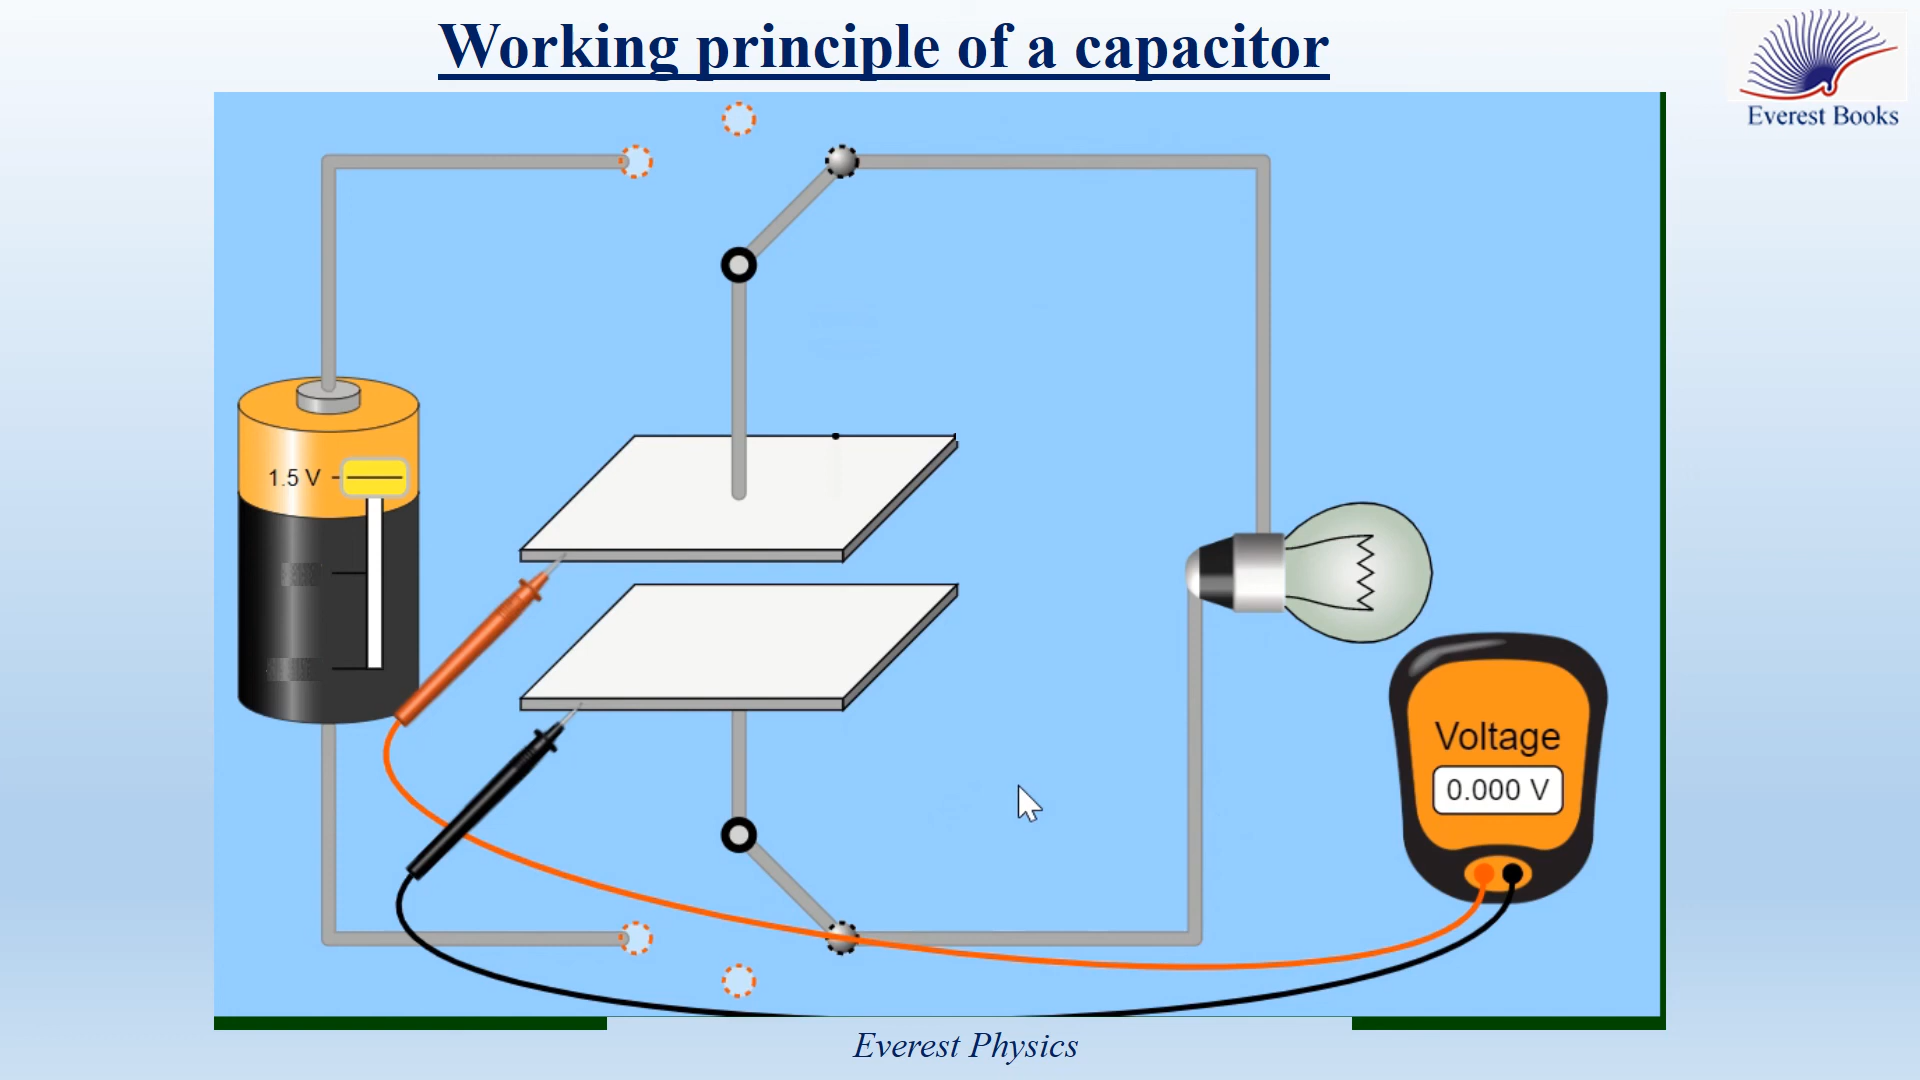 Working principle of a capacitor
Everest Books
1.5 V
Voltage
0.000 V
Everest Physics